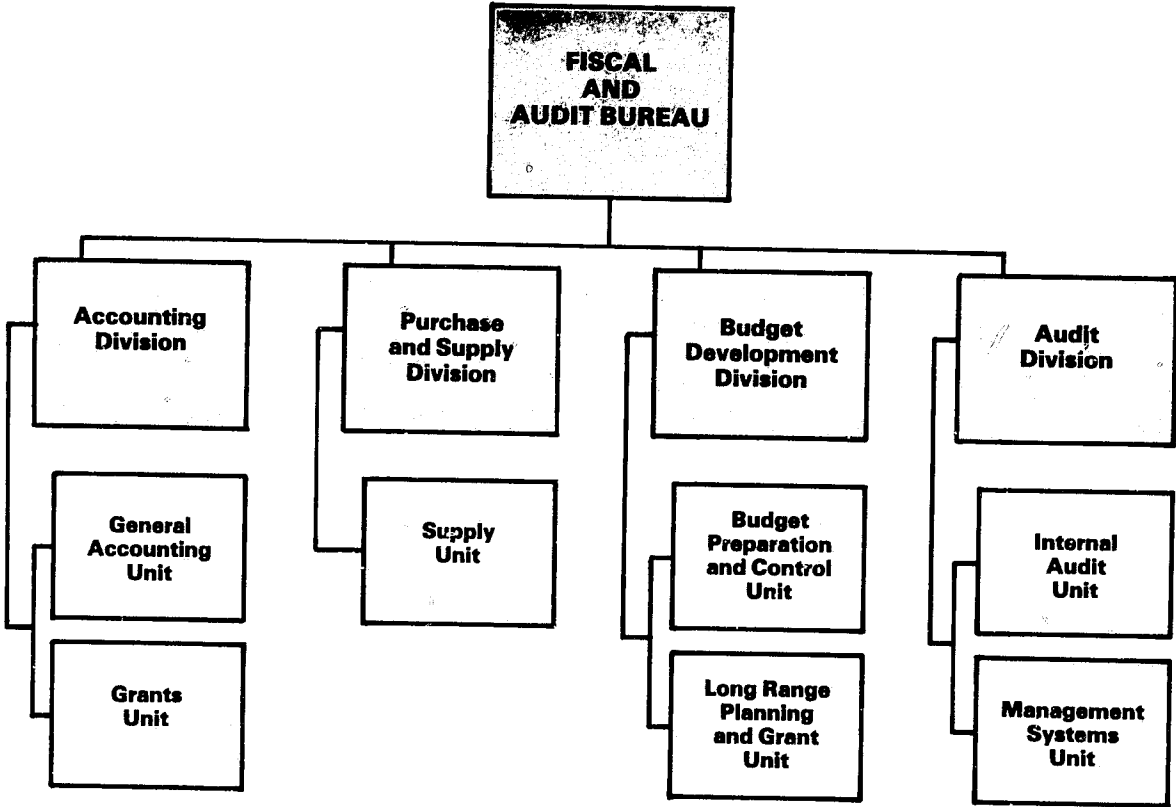 FISCAL
AND
AUDIT BUREAU
Accounting
Division
Purchase
and Supply
Division
Budget
Development
Division
Audit
Division
General
Accounting
Unit
Supply
Unit
Budget
Preparation
and Control
Unit
Internal
Audit
Unit
Grants
Unit
Long Range
Planning
and Grant
Unit
Management
Systems
Unit